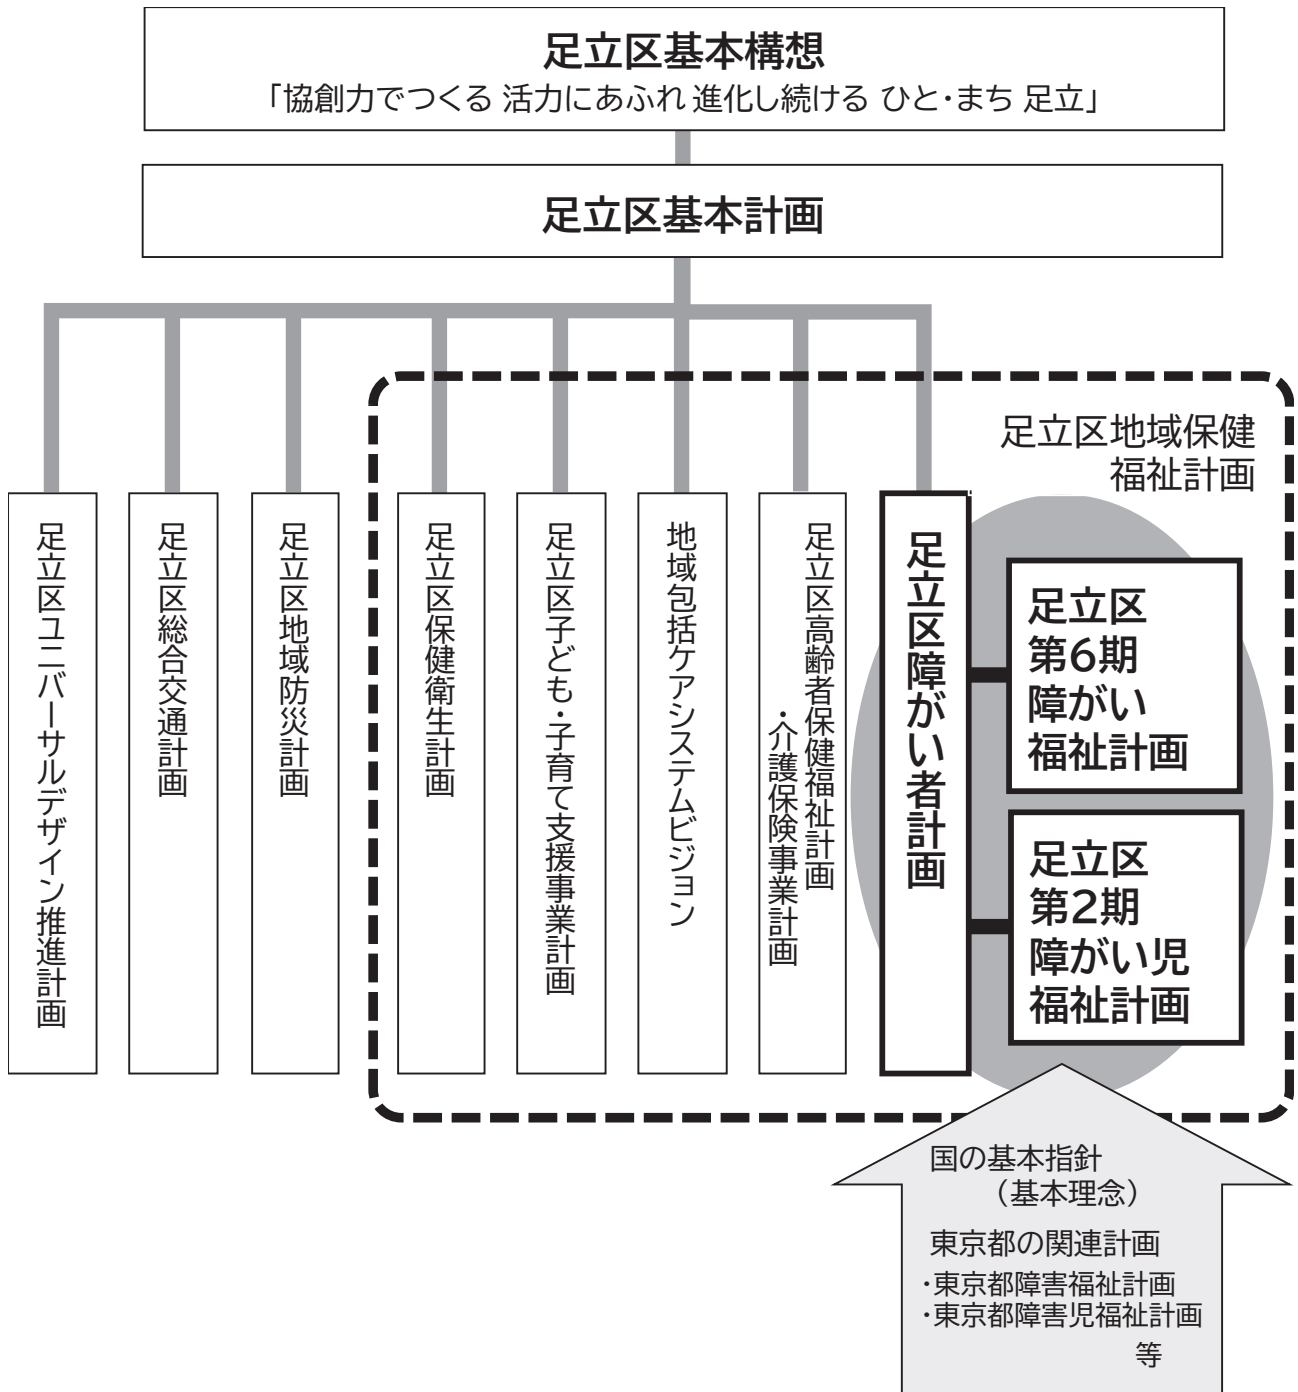 足立区基本構想
「協創力でつくる 活力にあふれ 進化し続ける ひと・まち 足立」
足立区基本計画
足立区地域保健
福祉計画
足立区ユニバーサルデザイン推進計画
足立区総合交通計画
足立区地域防災計画
足立区保健衛生計画
足立区子ども・子育て支援事業計画
地域包括ケアシステムビジョン
足立区高齢者保健福祉計画
・介護保険事業計画
足立区障がい者計画
足立区
第6期
障がい
福祉計画
足立区
第2期
障がい児
福祉計画
国の基本指針
（基本理念）
東京都の関連計画
・東京都障害福祉計画
・東京都障害児福祉計画
等